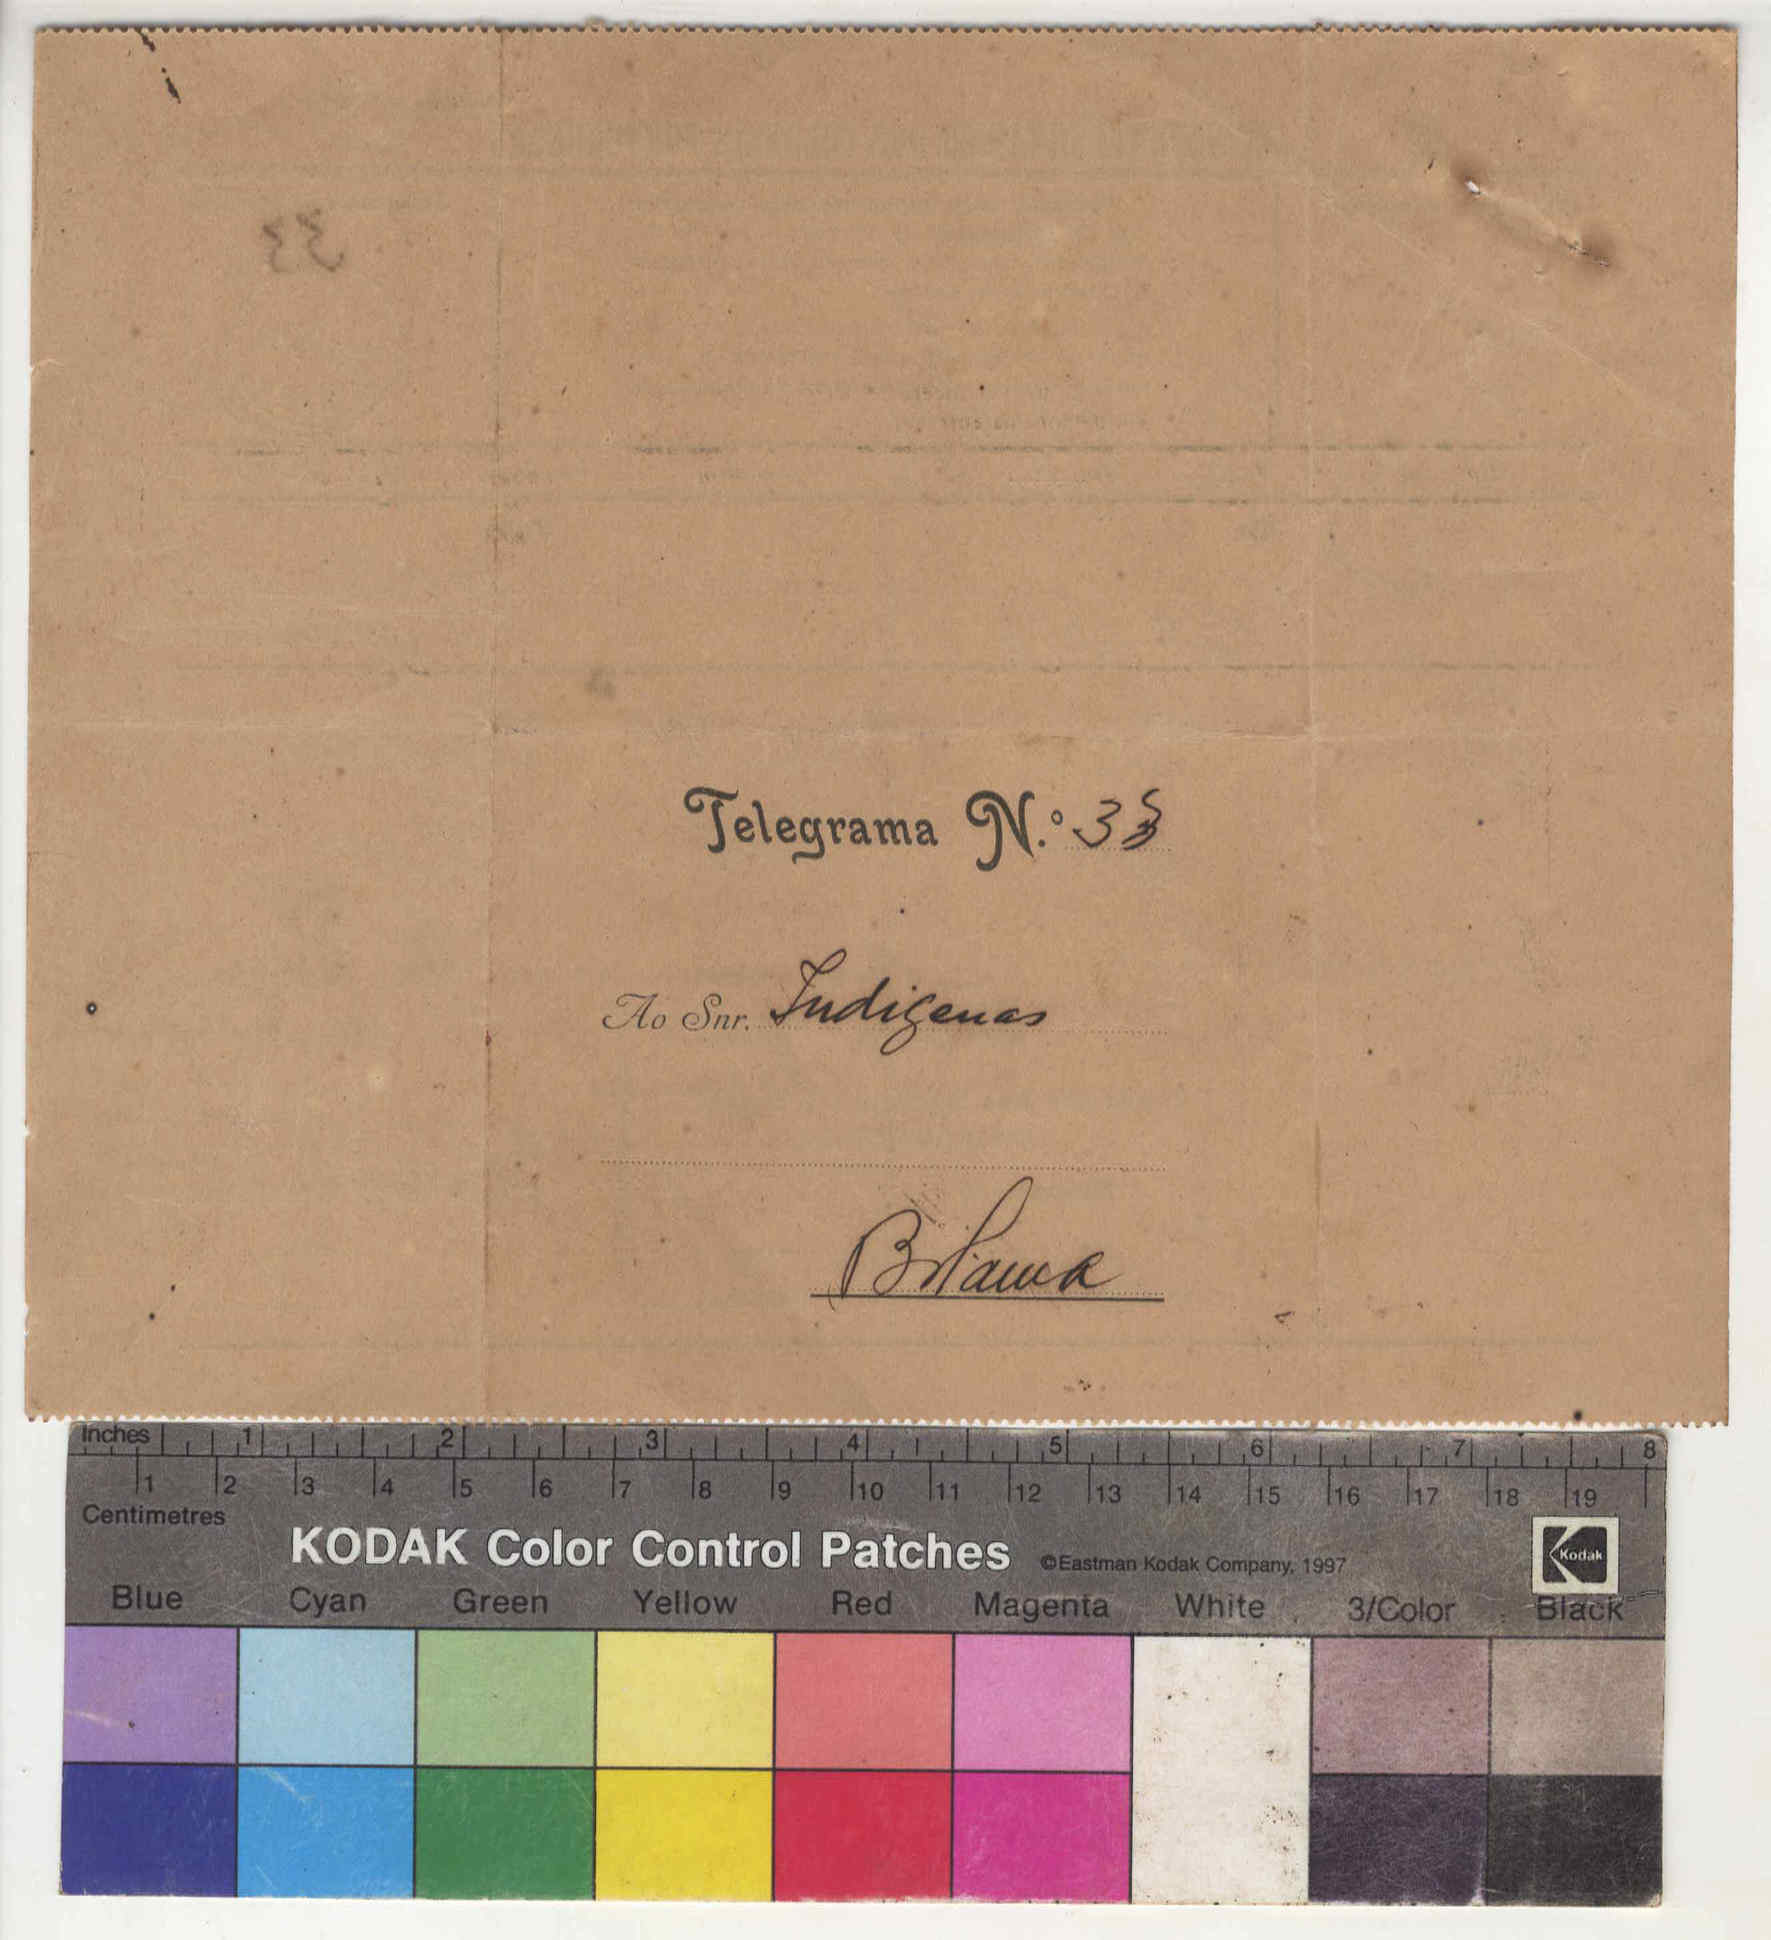 Telegrama N.º 33
Ao Snr. Indigenas
Bolama
Inches 1 2 3 4 5 6 7 8
1 2 3 4 5 6 7 8 9 10 11 12 13 14 15 16 17 18 19
Centimetres
KODAK Color Control Patches ©Eastman Kodak Company, 1997 Kodak
Blue Cyan Green Yellow Red Magenta White 3/Color Black